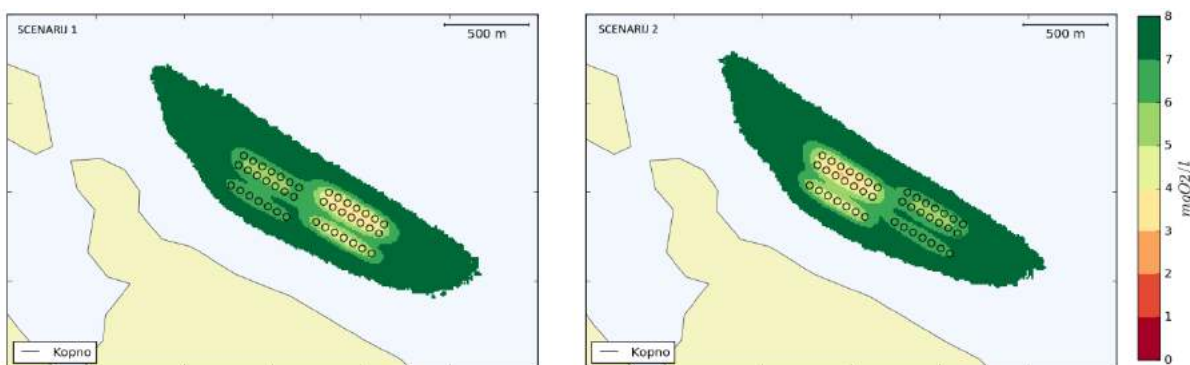 SCENARIJ 1
500 m
Kopno
SCENARIJ 2
500 m
Kopno
8
7
6
5
4
3
2
1
0
mgO2/l